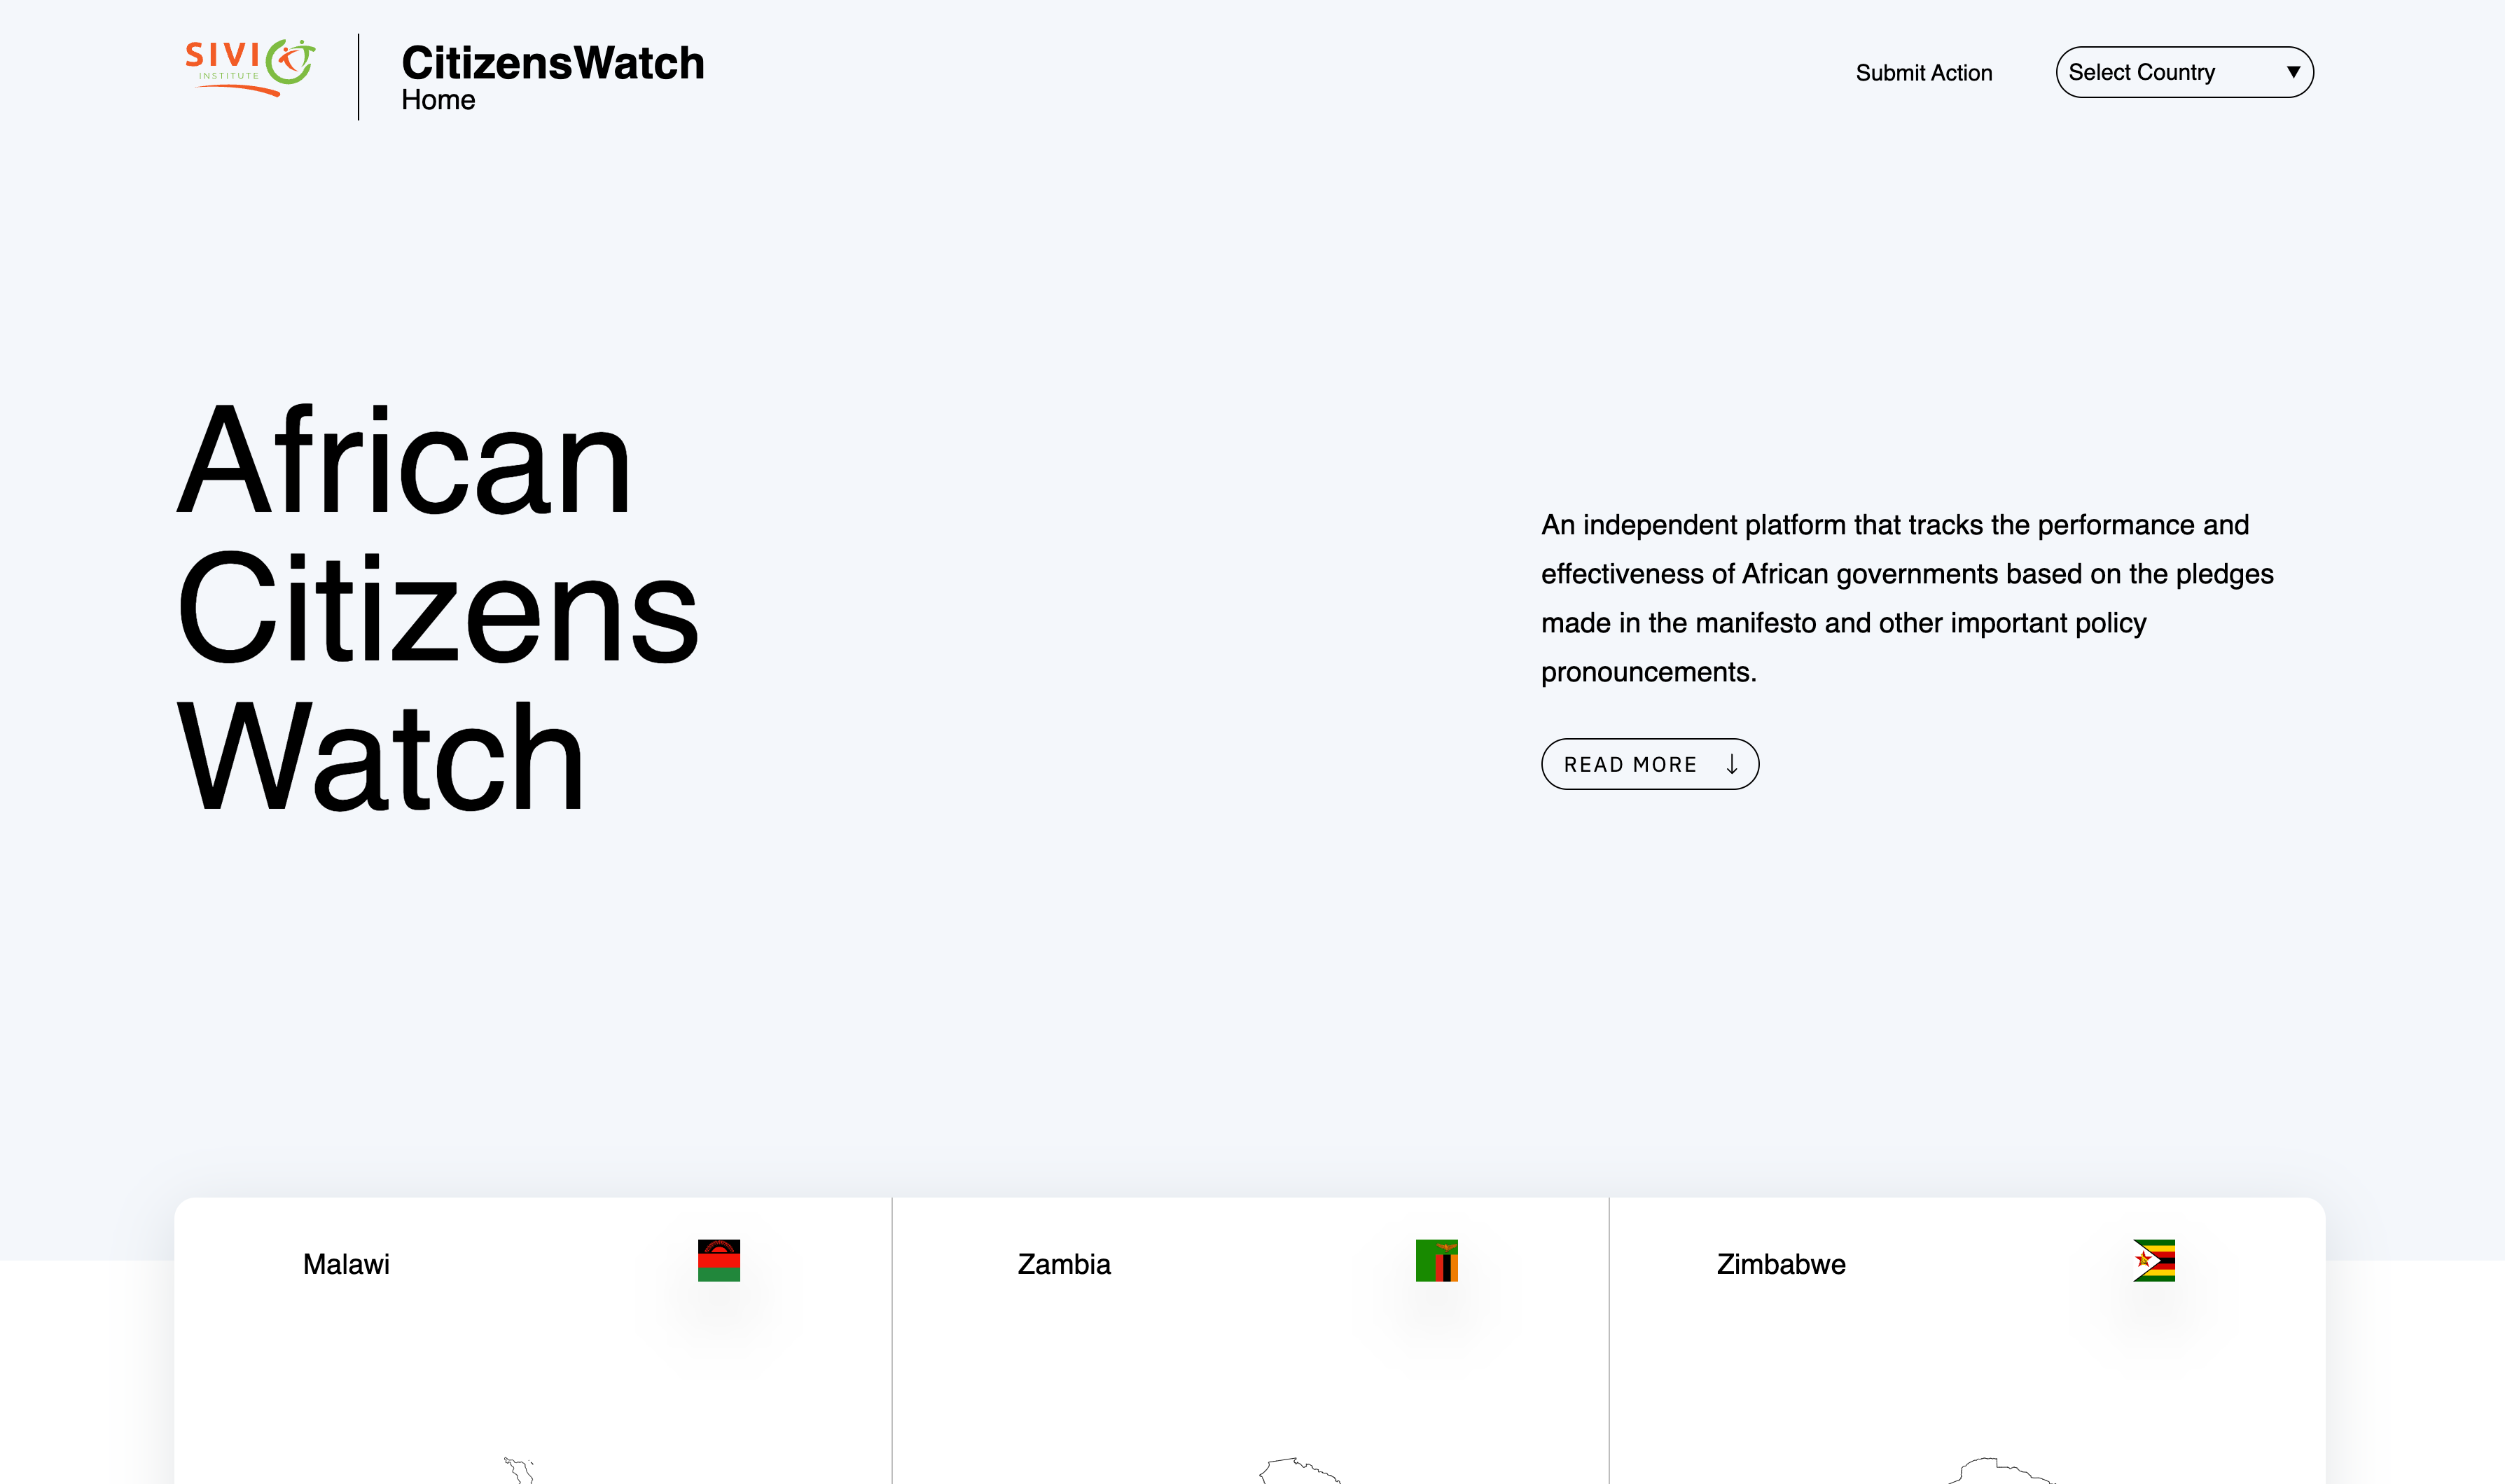 SIVIO
INSTITUTE
CitizensWatch
Home
Submit Action
Select Country
African
Citizens
Watch
An independent platform that tracks the performance and
effectiveness of African governments based on the pledges
made in the manifesto and other important policy
pronouncements.
READ MORE
Malawi
Zambia
Zimbabwe